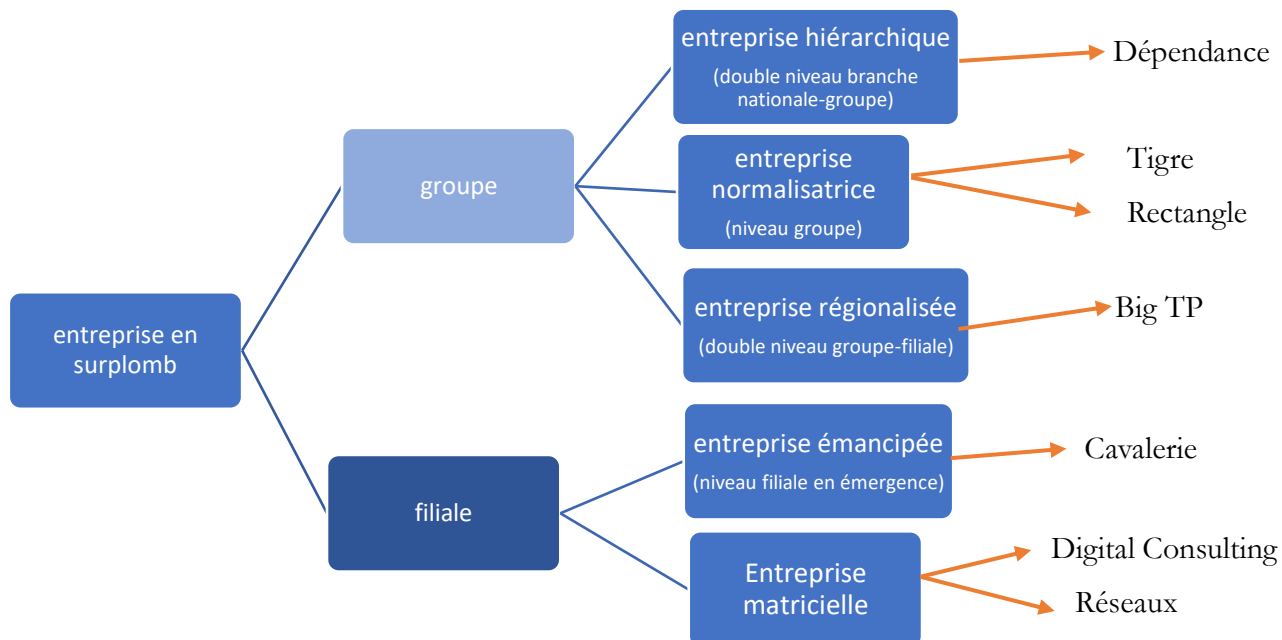 entreprise en
surplomb
groupe
entreprise hiérarchique
(double niveau branche
nationale-groupe)
Dépendance
entreprise
normalisatrice
(niveau groupe)
Tigre
Rectangle
entreprise régionalisée
(double niveau groupe-filiale)
Big TP
filiale
entreprise émancipée
(niveau filiale en émergence)
Cavalerie
Entreprise
matricielle
Digital Consulting
Réseaux